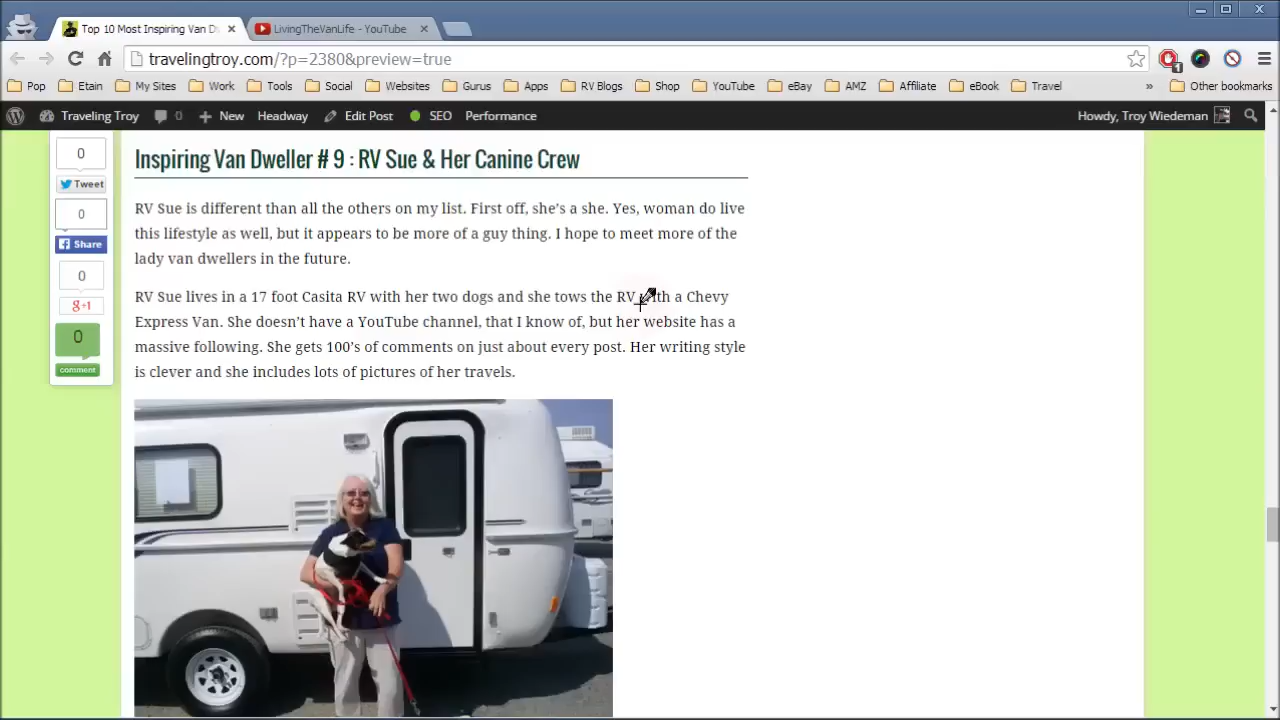 Top 10 Most Inspiring Van D
LivingTheVanLife - YouTube
travelingtroy.com/?p=2380&preview=true
1
Pop Etain My Sites Work Tools Social Websites Gurus Apps RV Blogs Shop YouTube eBay AMZ Affiliate eBook Travel » Other bookmarks
Traveling Troy 0 New Headway Edit Post SEO Performance Howdy, Troy Wiedeman
0
Tweet
0
Share
0
g+1
0
comment
Inspiring Van Dweller # 9 : RV Sue & Her Canine Crew
RV Sue is different than all the others on my list. First off, she's a she. Yes, woman do live
this lifestyle as well, but it appears to be more of a guy thing. I hope to meet more of the
lady van dwellers in the future.
RV Sue lives in a 17 foot Casita RV with her two dogs and she tows the RV with a Chevy
Express Van. She doesn't have a YouTube channel, that I know of, but her website has a
massive following. She gets 100's of comments on just about every post. Her writing style
is clever and she includes lots of pictures of her travels.